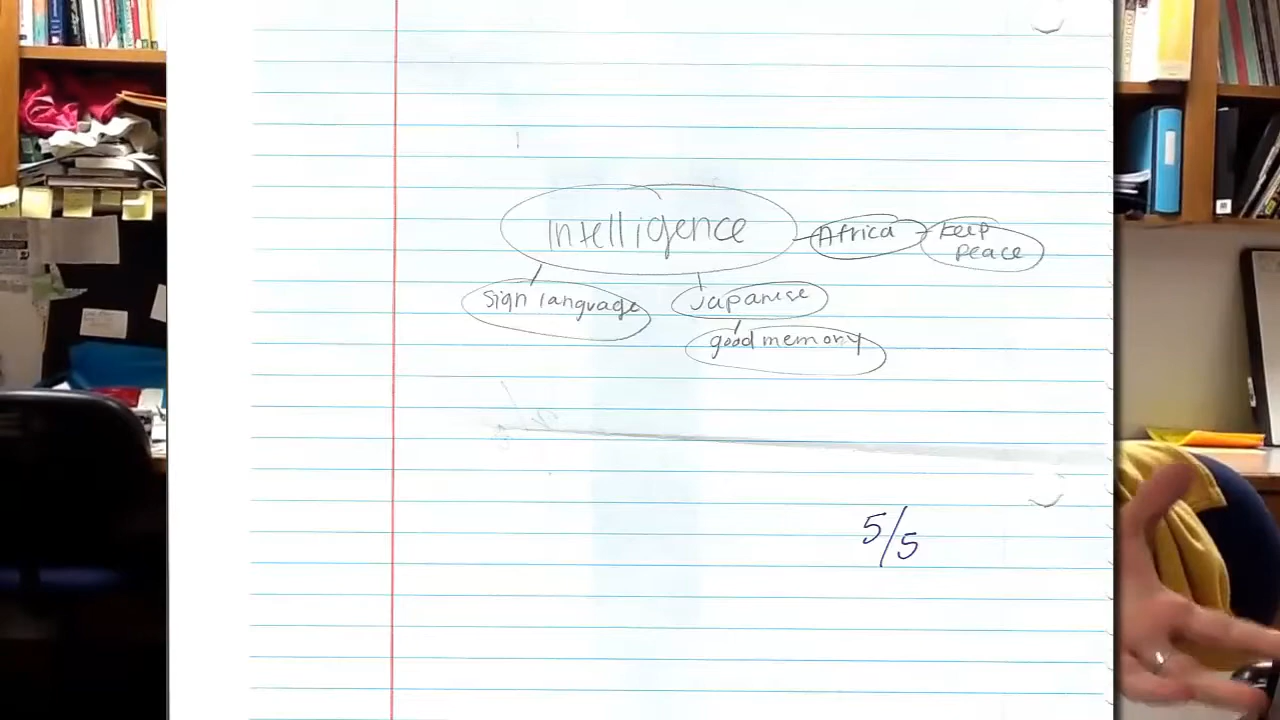 Intelligence
Africa
Keep
peace
Sign language
Japanese
good memory
5/5